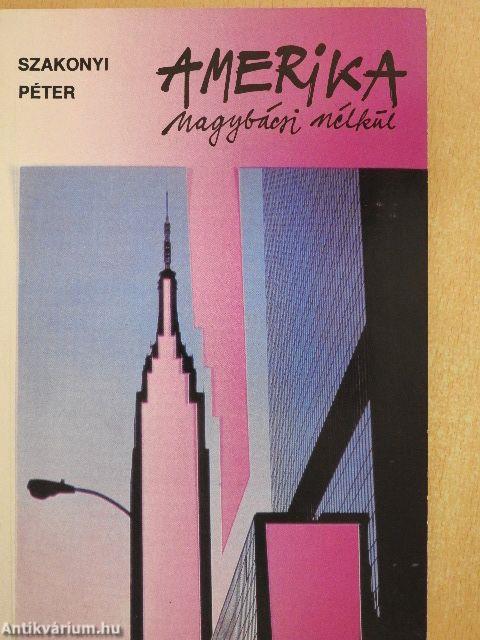 SZAKONYI
PÉTER
AMERiKA
Nagybácsi Nélkül
Antikvárium.hu